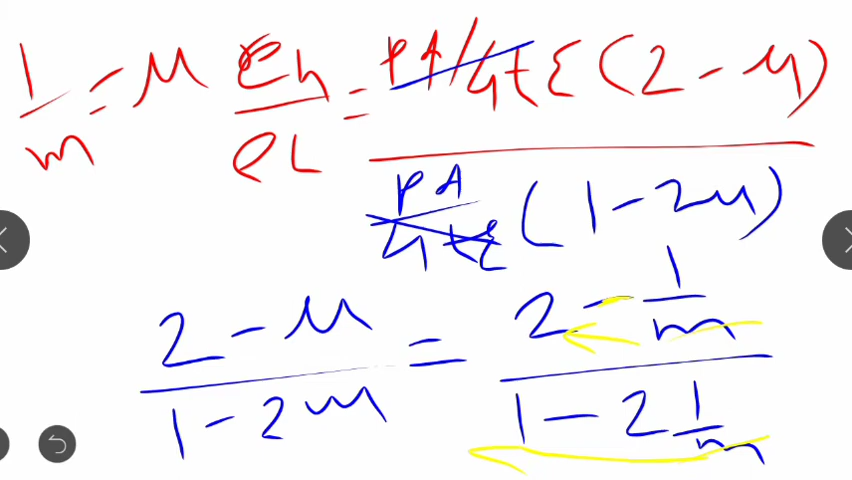 1/m = μ eh/eL = (PA/4tE (2 - μ)) / (PA/4tE (1 - 2μ))
(2 - μ)/(1 - 2μ) = (2 - 1/m)/(1 - 2 1/m)